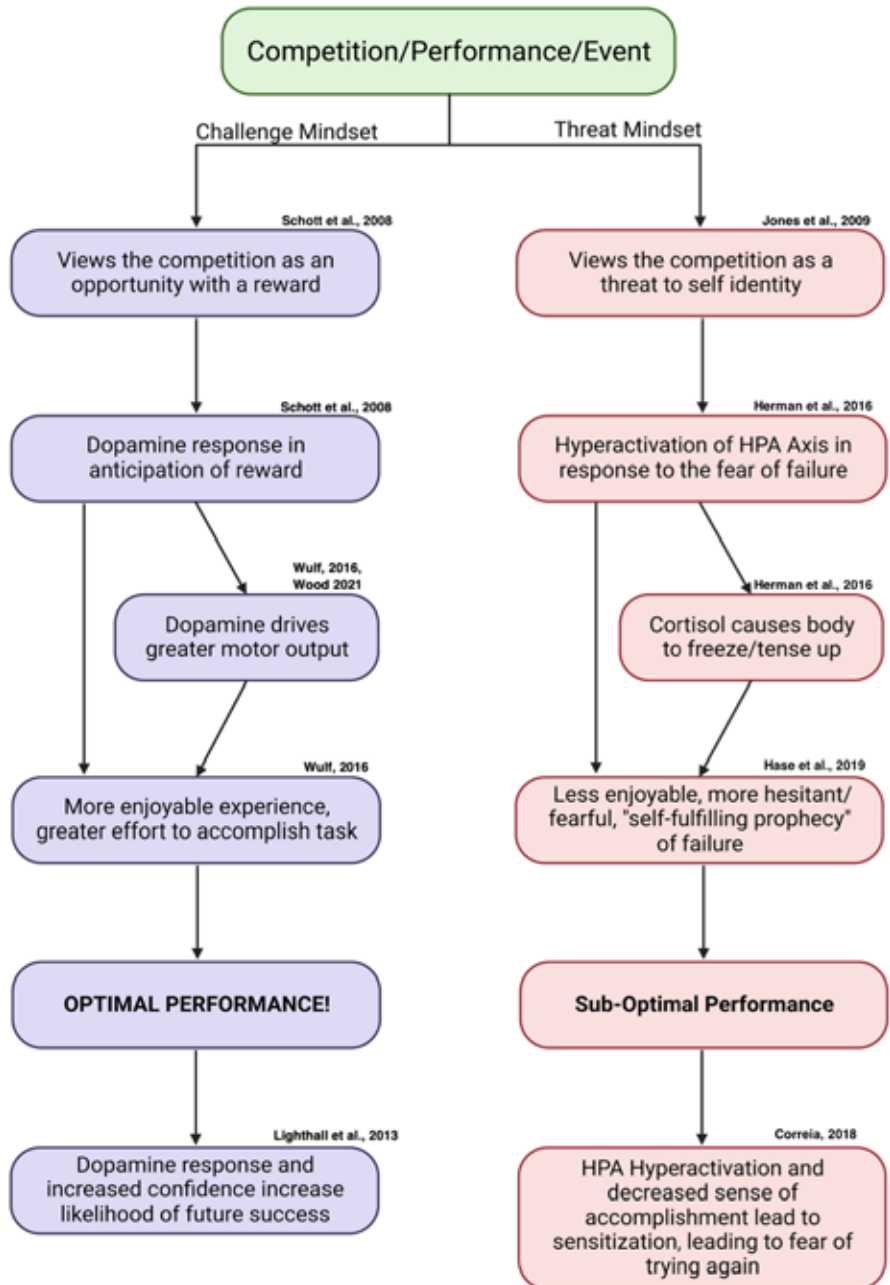 Competition/Performance/Event
Challenge Mindset
Threat Mindset
Schott et al., 2008
Views the competition as an
opportunity with a reward
Schott et al., 2008
Dopamine response in
anticipation of reward
Wulf, 2016,
Wood 2021
Dopamine drives
greater motor output
Wulf, 2016
More enjoyable experience,
greater effort to accomplish task
OPTIMAL PERFORMANCE!
Lighthall et al., 2013
Dopamine response and
increased confidence increase
likelihood of future success
Jones et al., 2009
Views the competition as a
threat to self identity
Herman et al., 2016
Hyperactivation of HPA Axis in
response to the fear of failure
Herman et al., 2016
Cortisol causes body
to freeze/tense up
Hase et al., 2019
Less enjoyable, more hesitant/
fearful, "self-fulfilling prophecy"
of failure
Sub-Optimal Performance
Correia, 2018
HPA Hyperactivation and
decreased sense of
accomplishment lead to
sensitization, leading to fear of
trying again